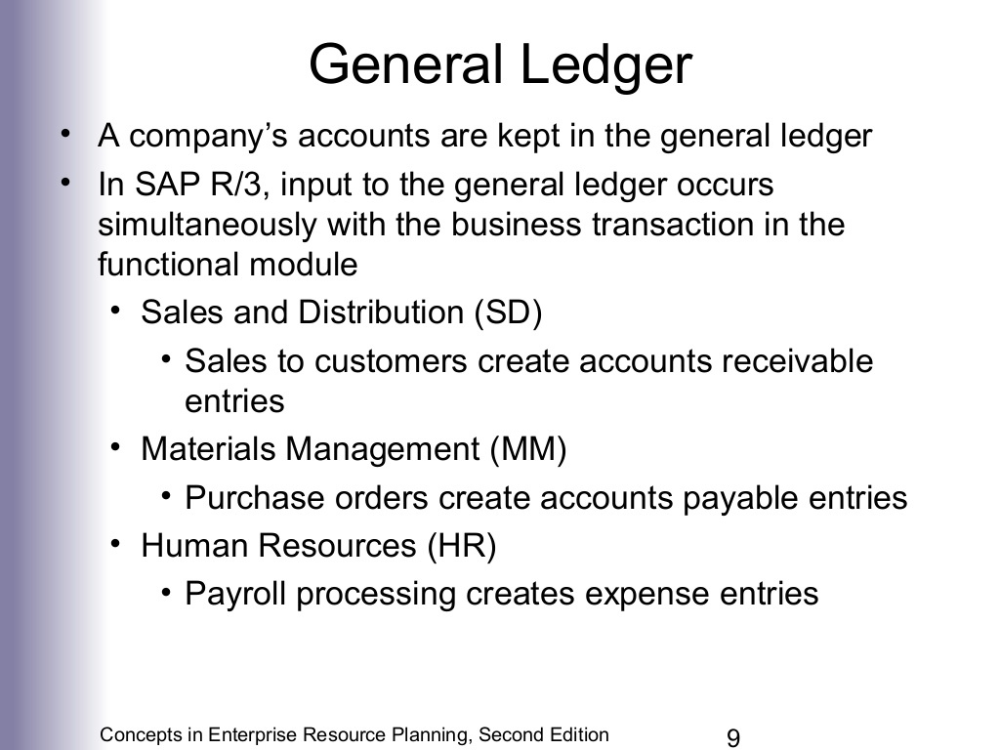 General Ledger
• A company’s accounts are kept in the general ledger
• In SAP R/3, input to the general ledger occurs
simultaneously with the business transaction in the
functional module
• Sales and Distribution (SD)
• Sales to customers create accounts receivable
entries
• Materials Management (MM)
• Purchase orders create accounts payable entries
• Human Resources (HR)
• Payroll processing creates expense entries
Concepts in Enterprise Resource Planning, Second Edition
9